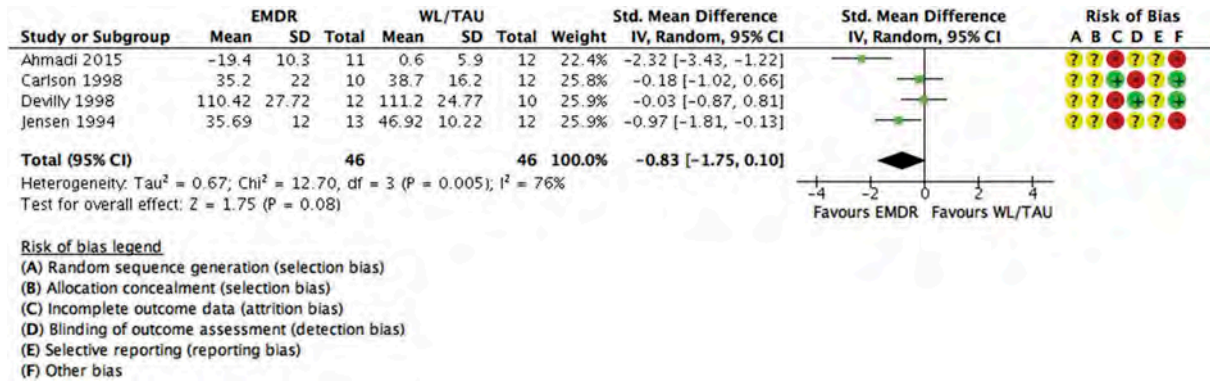 EMDR WL/TAU Std. Mean Difference Std. Mean Difference Risk of Bias
Study or Subgroup Mean SD Total Mean SD Total Weight IV, Random, 95% CI IV, Random, 95% CI A B C D E F
Ahmadi 2015 -19.4 10.3 11 0.6 5.9 12 22.4% -2.32 [-3.43, -1.22] ? ? ? ?
Carlson 1998 35.2 22 10 38.7 16.2 12 25.8% -0.18 [-1.02, 0.66] ? ? + ? +
Devilly 1998 110.42 27.72 12 111.2 24.77 10 25.9% -0.03 [-0.87, 0.81] ? ? + ? +
Jensen 1994 35.69 12 13 46.92 10.22 12 25.9% -0.97 [-1.81, -0.13] ? ? ? ?
Total (95% CI) 46 46 100.0% -0.83 [-1.75, 0.10]
Heterogeneity: Tau² = 0.67; Chi² = 12.70, df = 3 (P = 0.005); I² = 76%
Test for overall effect: Z = 1.75 (P = 0.08)
-4 -2 0 2 4
Favours EMDR Favours WL/TAU
Risk of bias legend
(A) Random sequence generation (selection bias)
(B) Allocation concealment (selection bias)
(C) Incomplete outcome data (attrition bias)
(D) Blinding of outcome assessment (detection bias)
(E) Selective reporting (reporting bias)
(F) Other bias